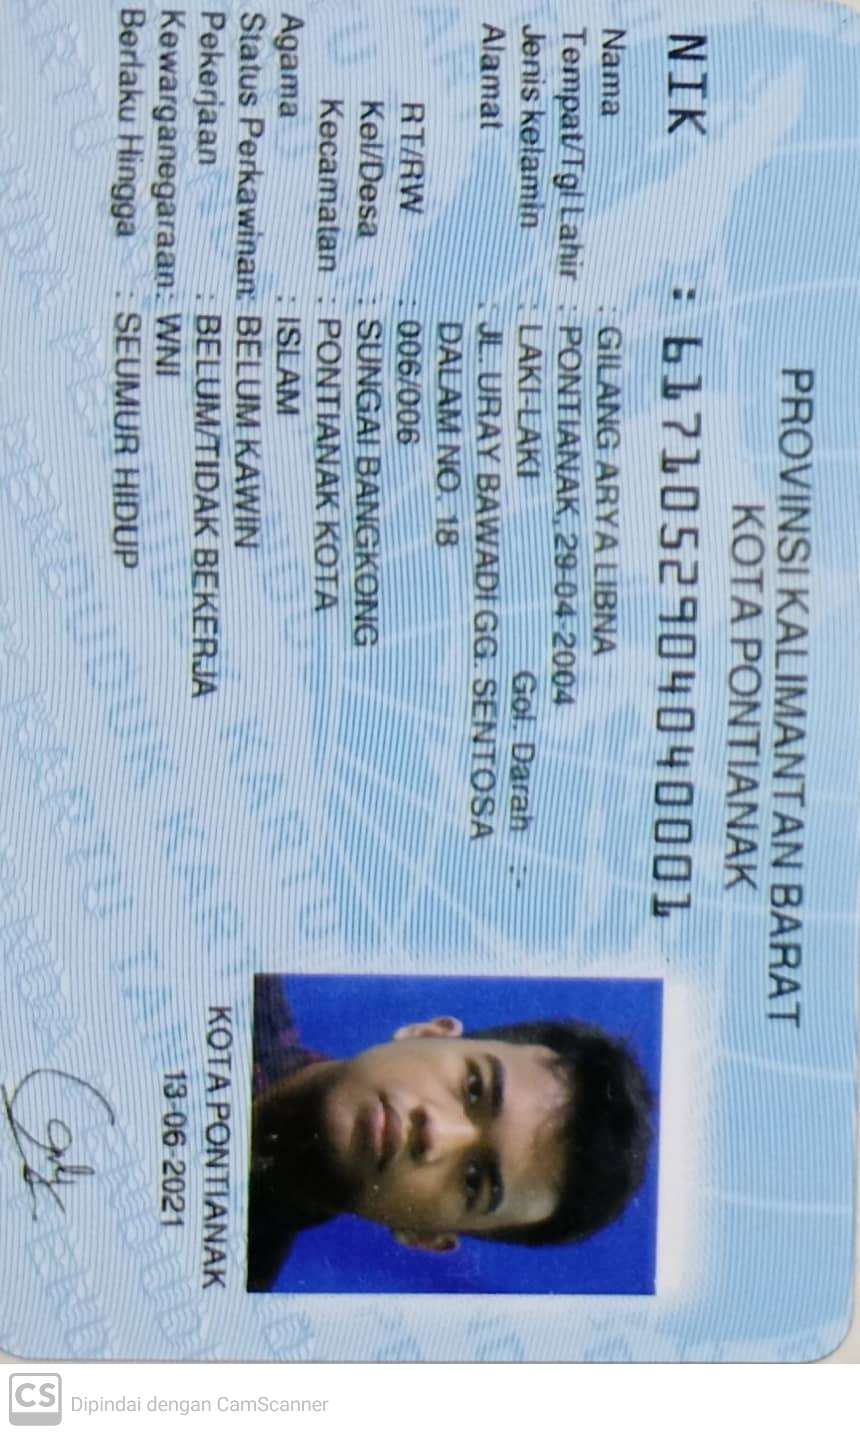 PROVINSI KALIMANTAN BARAT
KOTA PONTIANAK
NIK : 6171052904040001
Nama : GILANG ARYA LIBNA
Tempat/Tgl Lahir : PONTIANAK, 29-04-2004
Jenis kelamin : LAKI-LAKI Gol. Darah : -
Alamat : JL. URAY BAWADI GG. SENTOSA
DALAM NO. 18
RT/RW : 006/006
Kel/Desa : SUNGAI BANGKONG
Kecamatan : PONTIANAK KOTA
Agama : ISLAM
Status Perkawinan: BELUM KAWIN
Pekerjaan : BELUM/TIDAK BEKERJA
Kewarganegaraan: WNI
Berlaku Hingga : SEUMUR HIDUP
KOTA PONTIANAK
13-06-2021
CS Dipindai dengan CamScanner